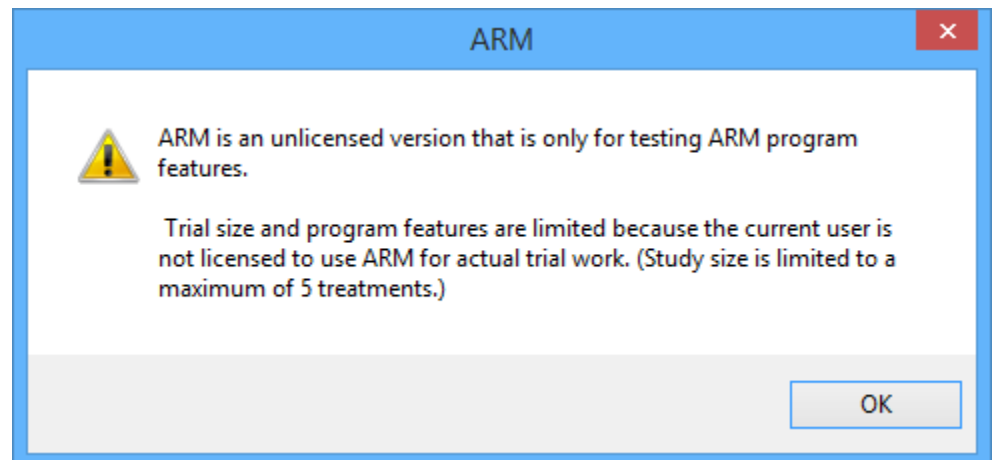 ARM
ARM is an unlicensed version that is only for testing ARM program
features.
Trial size and program features are limited because the current user is
not licensed to use ARM for actual trial work. (Study size is limited to a
maximum of 5 treatments.)
OK